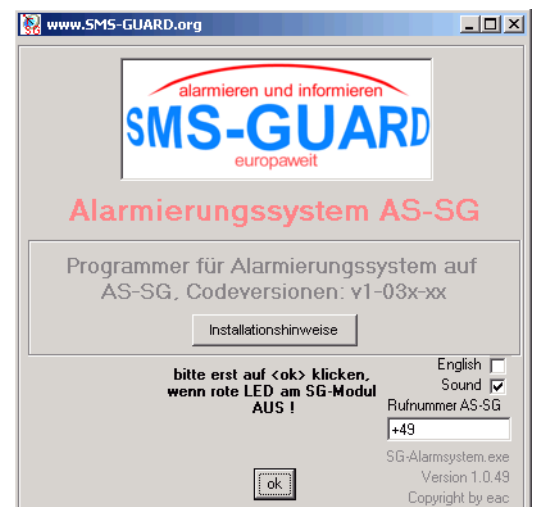 www.SMS-GUARD.org
alarmieren und informieren
SMS-GUARD
europaweit
Alarmierungssystem AS-SG
Programmer für Alarmierungssystem auf
AS-SG, Codeversionen: v1-03x-xx
Installationshinweise
bitte erst auf <ok> klicken,
wenn rote LED am SG-Modul
AUS !
ok
English
Sound
Rufnummer AS-SG
+49
SG-Alarmsystem.exe
Version 1.0.49
Copyright by eac